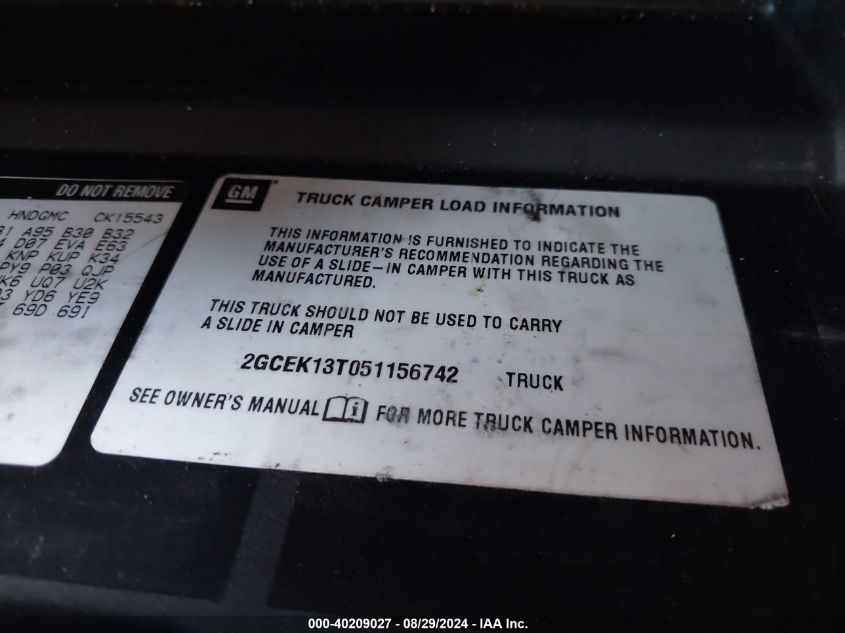 DO NOT REMOVE
HNDGMC CK15543
A95 B30 B32
D07 EVA E63
KNP KUP K34
PY9 P03 QJP
K6 UQ7 U2K
YD6 YE9
69D 69I
GM TRUCK CAMPER LOAD INFORMATION
THIS INFORMATION IS FURNISHED TO INDICATE THE
MANUFACTURER'S RECOMMENDATION REGARDING THE
USE OF A SLIDE-IN CAMPER WITH THIS TRUCK AS
MANUFACTURED.
THIS TRUCK SHOULD NOT BE USED TO CARRY
A SLIDE IN CAMPER
2GCEK13T051156742 TRUCK
SEE OWNER'S MANUAL FOR MORE TRUCK CAMPER INFORMATION.
000-40209027 - 08/29/2024 - IAA Inc.